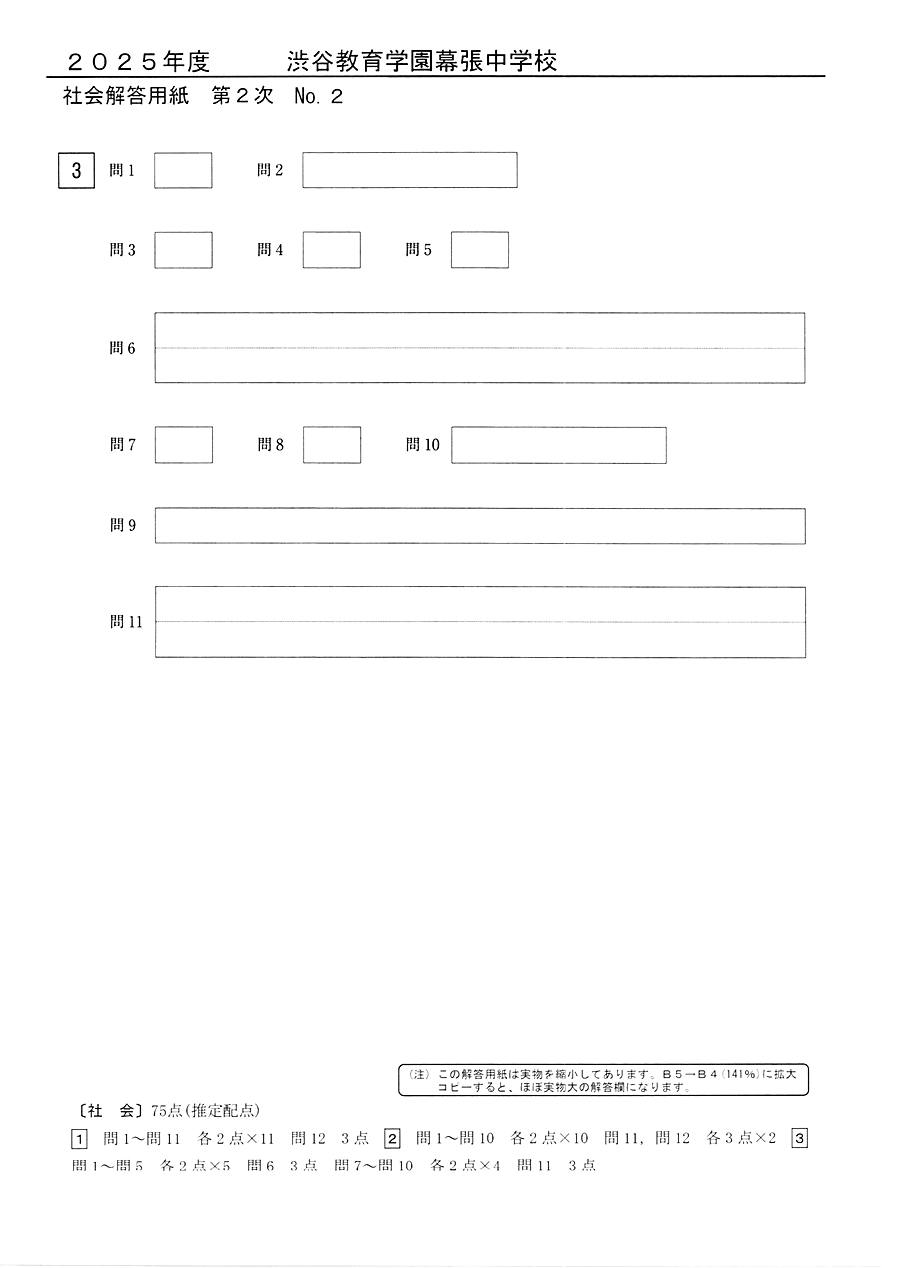 2025年度　渋谷教育学園幕張中学校
社会解答用紙　第2次　No. 2
3　問1　問2
問3　問4　問5
問6
問7　問8　問10
問9
問11
(注) この解答用紙は実物を縮小してあります。B5→B4(141%)に拡大
コピーすると、ほぼ実物大の解答欄になります。
〔社　会〕75点(推定配点)
1　問1～問11　各2点×11　問12　3点　2　問1～問10　各2点×10　問11, 問12　各3点×2　3
問1～問5　各2点×5　問6　3点　問7～問10　各2点×4　問11　3点